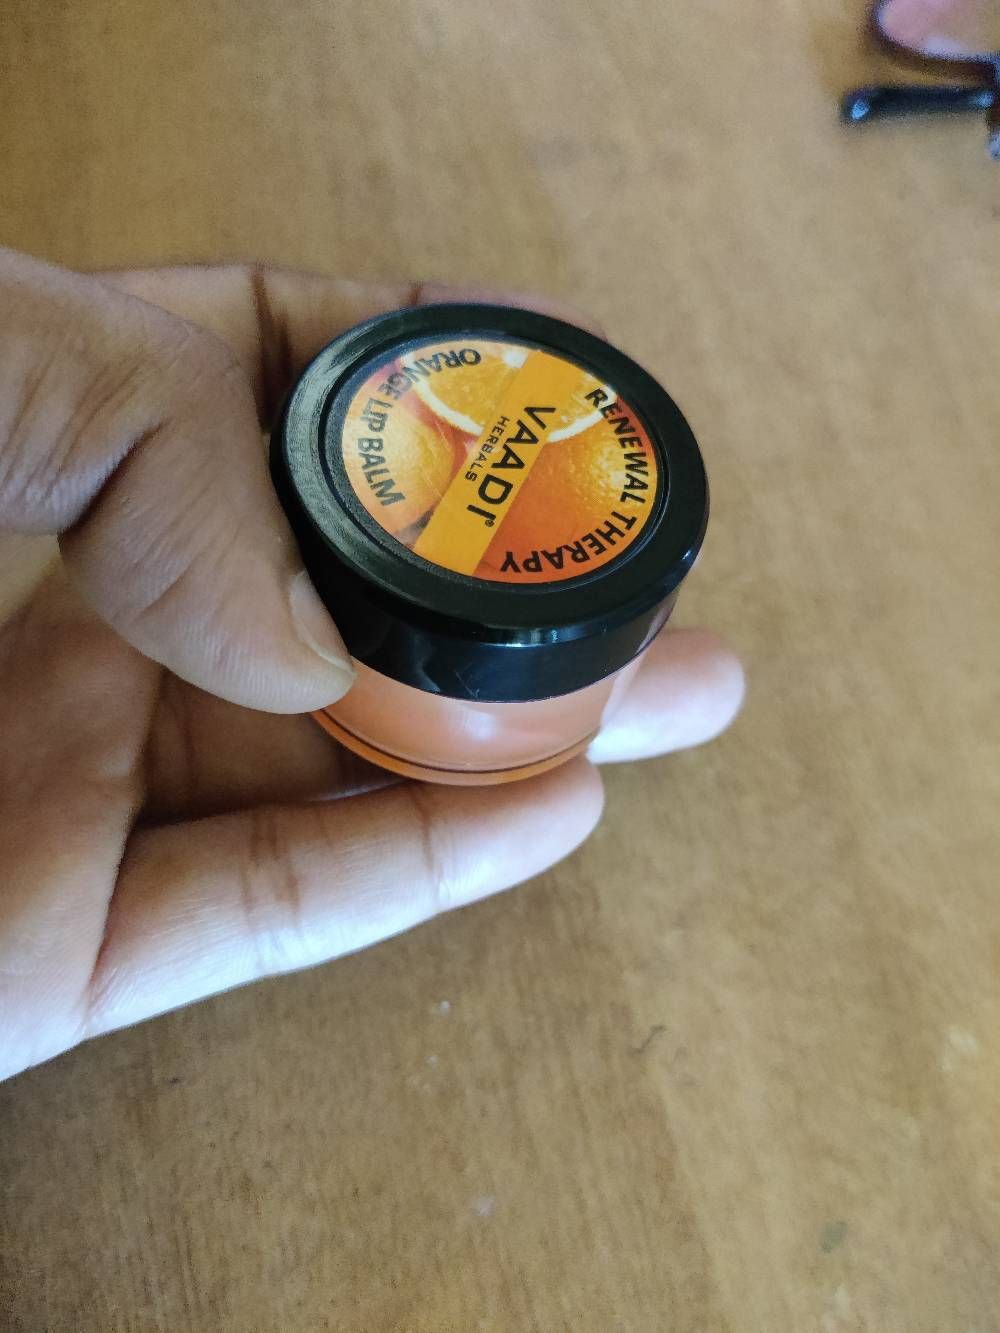 RENEWAL THERAPY
VAADI®
HERBALS
ORANGE LIP BALM